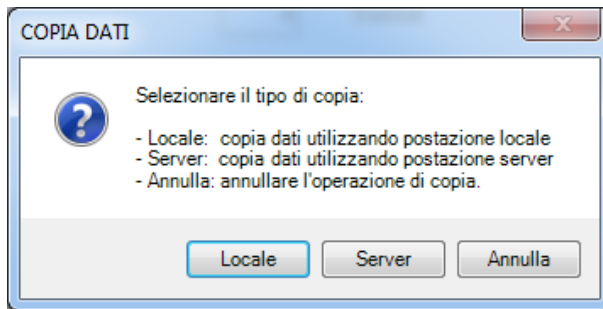 COPIA DATI
Selezionare il tipo di copia:
- Locale: copia dati utilizzando postazione locale
- Server: copia dati utilizzando postazione server
- Annulla: annullare l'operazione di copia.
Locale Server Annulla